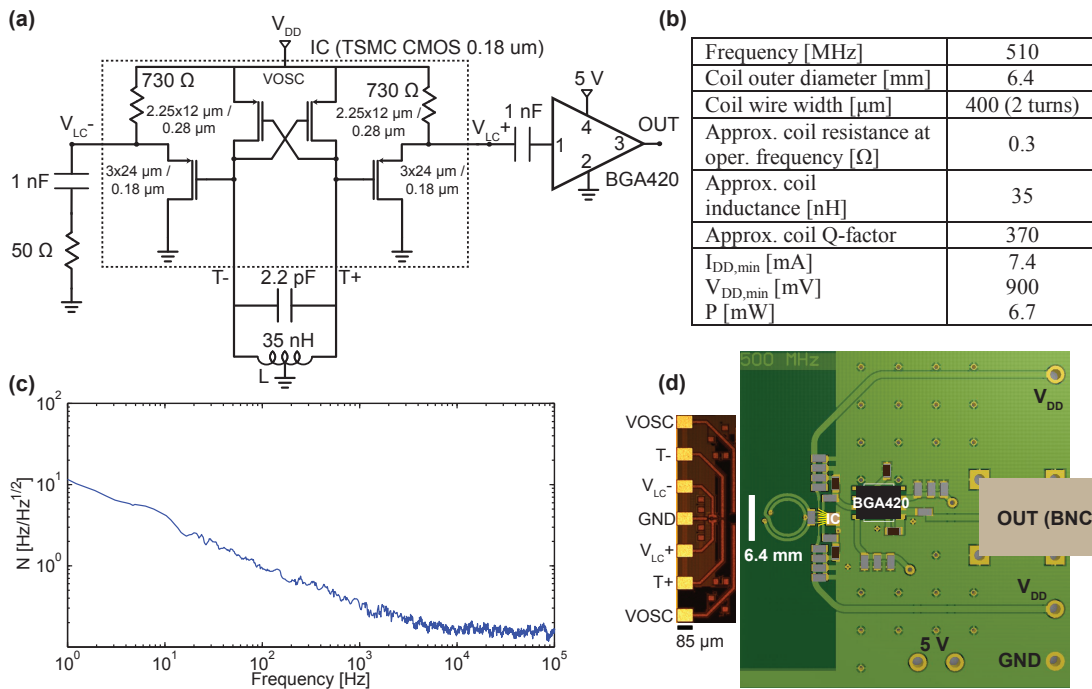 (a)
V_DD
IC (TSMC CMOS 0.18 um)
VOSC
730 Ω
730 Ω
2.25x12 µm /
0.28 µm
2.25x12 µm /
0.28 µm
V_LC-
V_LC+
1 nF
5 V
4
1
3
2
OUT
BGA420
3x24 µm /
0.18 µm
3x24 µm /
0.18 µm
1 nF
50 Ω
T-
2.2 pF
T+
35 nH
L
(b)
Frequency [MHz] 510
Coil outer diameter [mm] 6.4
Coil wire width [µm] 400 (2 turns)
Approx. coil resistance at
oper. frequency [Ω] 0.3
Approx. coil
inductance [nH] 35
Approx. coil Q-factor 370
I_DD,min [mA] 7.4
V_DD,min [mV] 900
P [mW] 6.7
(c)
N [Hz/Hz^1/2]
10^2
10^1
10^0
10^0 10^1 10^2 10^3 10^4 10^5
Frequency [Hz]
(d)
VOSC
T-
V_LC-
GND
V_LC+
T+
VOSC
85 µm
500 MHz
6.4 mm
IC
BGA420
V_DD
OUT (BNC
V_DD
5 V
GND